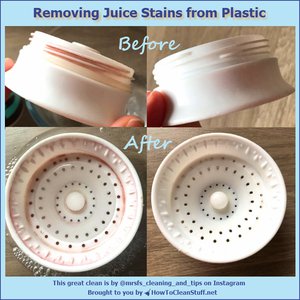 Removing Juice Stains from Plastic
Before
After
This great clean is by @mrsfs_cleaning_and_tips on Instagram
Brought to you by HowToCleanStuff.net